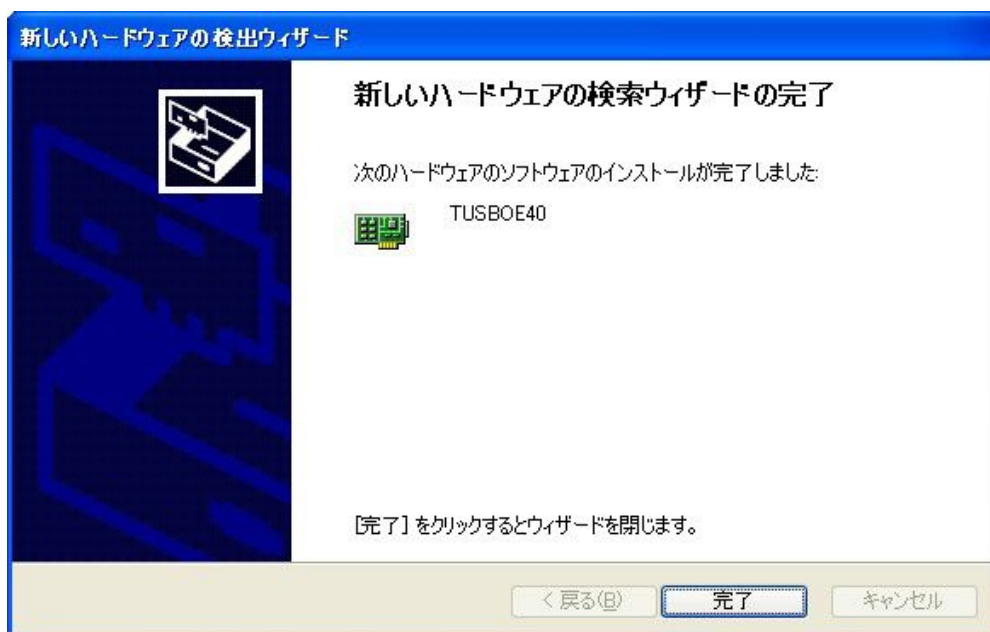 新しいハードウェアの検出ウィザード
新しいハードウェアの検索ウィザードの完了
次のハードウェアのソフトウェアのインストールが完了しました:
TUSBOE40
[完了] をクリックするとウィザードを閉じます。
< 戻る(B) 完了 キャンセル